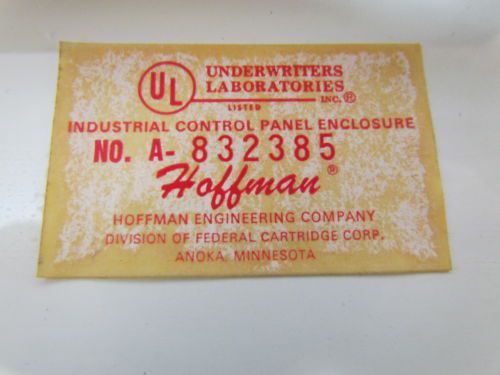 UL
UNDERWRITERS
LABORATORIES
INC.®
LISTED
INDUSTRIAL CONTROL PANEL ENCLOSURE
NO. A- 832385
Hoffman®
HOFFMAN ENGINEERING COMPANY
DIVISION OF FEDERAL CARTRIDGE CORP.
ANOKA MINNESOTA